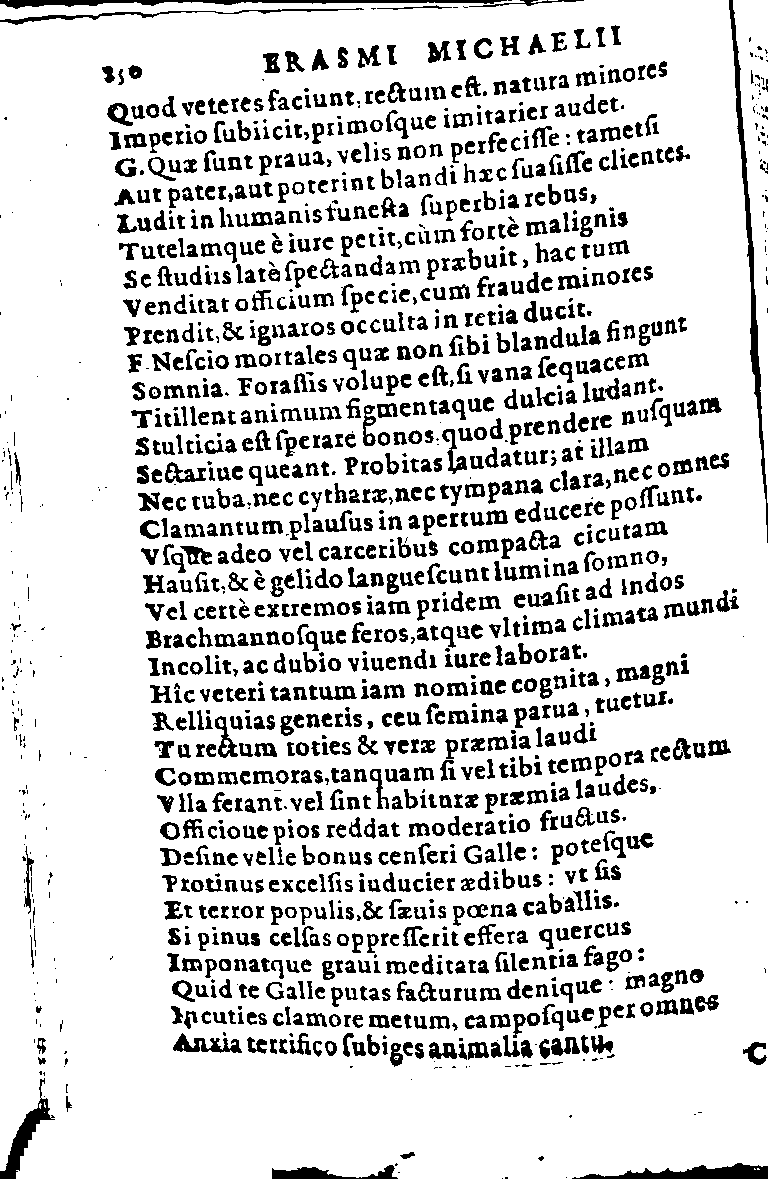 250 ERASMI MICHAELII
Quod veteres faciunt, rectum est. natura minores
Imperio ſubiicit, primoſque imitarier audet.
G. Quæ ſunt praua, velis non perfeciſſe: tametſi
Aut pater, aut poterint blandi hæc ſuaſiſſe clientes.
Ludit in humanis funeſta ſuperbia rebus,
Tutelamque è iure petit, cùm fortè malignis
Se ſtudiis latè ſpectandam præbuit, hac tum
Venditat officium ſpecie, cum fraude minores
Prendit, & ignaros occulta in retia ducit.
F. Neſcio mortales quæ non ſibi blandula fingunt
Somnia. Foraſſis volupe eſt, ſi vana ſequacem
Titillent animum figmentaque dulcia ludant.
Stulticia eſt ſperare bonos, quod prendere nuſquam
Sectariue queant. Probitas laudatur; at illam
Nec tuba, nec cytharæ, nec tympana clara, nec omnes
Clamantum plauſus in apertum educere poſſunt.
Vſque adeo vel carceribus compacta cicutam
Hauſit, & è gelido langueſcunt lumina ſomno,
Vel certè extremos iam pridem euaſit ad Indos
Brachmannoſque feros, atque vltima climata mundi
Incolit, ac dubio viuendi iure laborat.
Hîc veteri tantum iam nomine cognita, magni
Relliquias generis, ceu ſemina parua, tuetur.
Tu rectum toties & veræ præmia laudi
Commemoras, tanquam ſi vel tibi tempora rectum
Vlla ferant. vel ſint habituræ præmia laudes,
Officioue pios reddat moderatio fructus.
Deſine velle bonus cenſeri Galle: poteſque
Protinus excelſis iuducier ædibus: vt ſis
Et terror populis, & ſæuis pœna caballis.
Si pinus celſas oppreſſerit effera quercus
Imponatque graui meditata ſilentia fago:
Quid te Galle putas facturum denique: magno
Incuties clamore metum, campoſque per omnes
Anxia terrifico ſubiges animalia cantu.
C